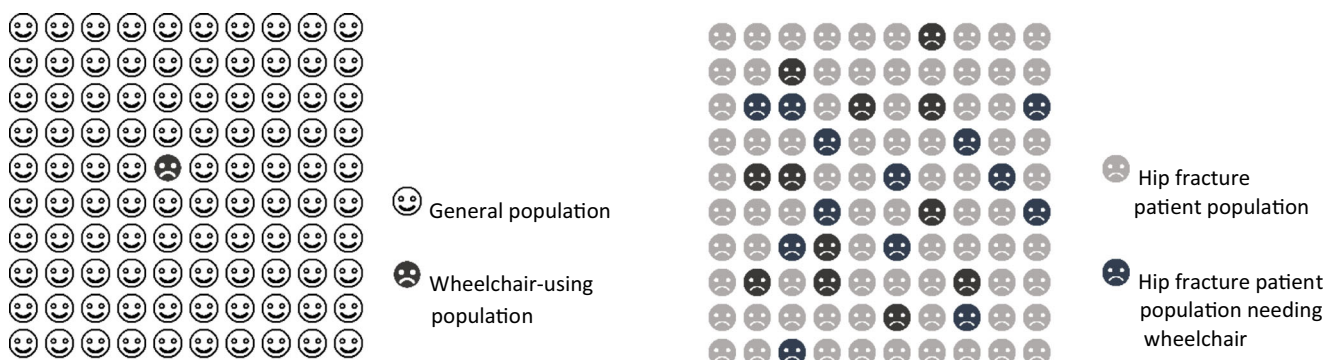 General population
Wheelchair-using
population
Hip fracture
patient population
Hip fracture patient
population needing
wheelchair